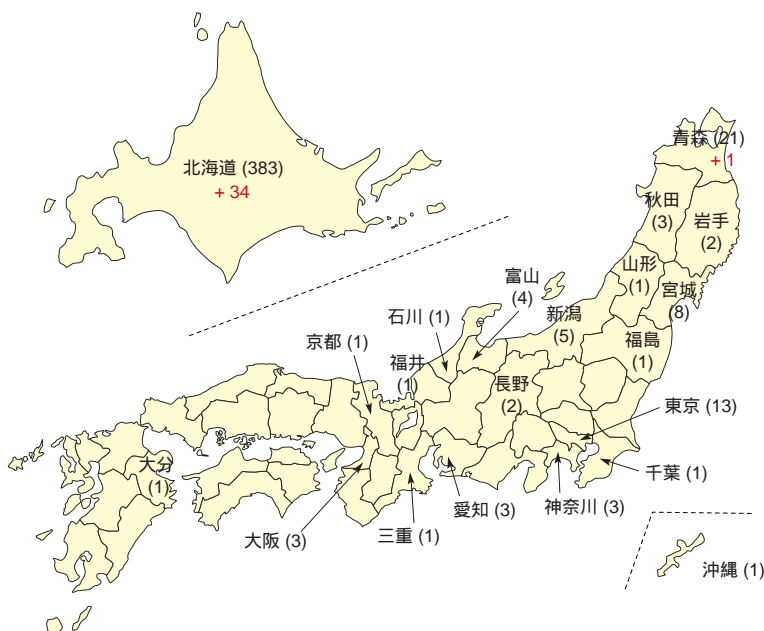 北海道 (383)
+ 34
青森 (21)
+ 1
秋田
(3)
岩手
(2)
山形
(1)
宮城
(8)
富山
(4)
新潟
(5)
石川 (1)
福島
(1)
京都 (1)
福井
(1)
長野
(2)
東京 (13)
大分
(1)
千葉 (1)
愛知 (3)
神奈川 (3)
大阪 (3)
三重 (1)
沖縄 (1)